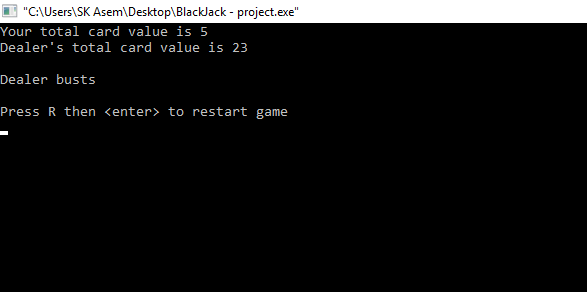 "C:\Users\SK Asem\Desktop\BlackJack - project.exe"
Your total card value is 5
Dealer's total card value is 23
Dealer busts
Press R then <enter> to restart game